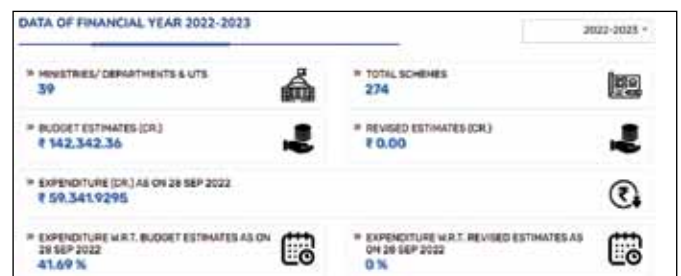 DATA OF FINANCIAL YEAR 2022-2023
2022-2023
» MINISTRIES/ DEPARTMENTS & UTS
39
» TOTAL SCHEMES
274
» BUDGET ESTIMATES (CR.)
₹ 142,342.36
» REVISED ESTIMATES (CR.)
₹ 0.00
» EXPENDITURE (CR.) AS ON 28 SEP 2022
₹ 59,341.9295
» EXPENDITURE W.R.T. BUDGET ESTIMATES AS ON
28 SEP 2022
41.69 %
» EXPENDITURE W.R.T. REVISED ESTIMATES AS
ON 28 SEP 2022
0 %